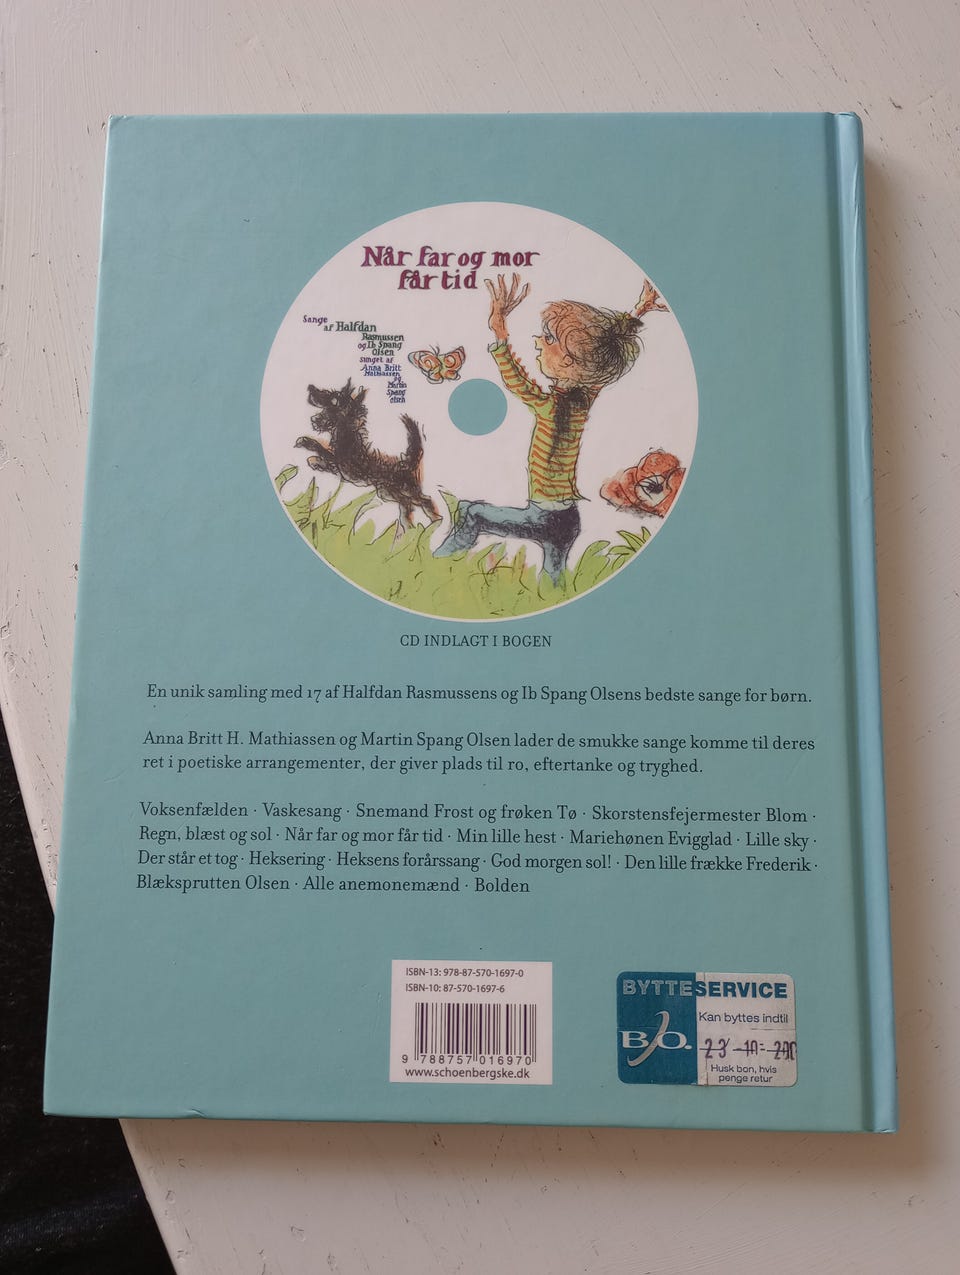 Når far og mor
får tid
Sange
af Halfdan
Rasmussen
og Ib Spang
Olsen
sunget af
Anna Britt
Mathiassen
og
Martin
Spang
Olsen
CD INDLAGT I BOGEN
En unik samling med 17 af Halfdan Rasmussens og Ib Spang Olsens bedste sange for børn.
Anna Britt H. Mathiassen og Martin Spang Olsen lader de smukke sange komme til deres
ret i poetiske arrangementer, der giver plads til ro, eftertanke og tryghed.
Voksenfælden · Vaskesang · Snemand Frost og frøken Tø · Skorstensfejermester Blom ·
Regn, blæst og sol · Når far og mor får tid · Min lille hest · Mariehønen Evigglad · Lille sky ·
Der står et tog · Heksering · Heksens forårssang · God morgen sol! · Den lille frække Frederik ·
Blæksprutten Olsen · Alle anemonemænd · Bolden
ISBN-13: 978-87-570-1697-0
ISBN-10: 87-570-1697-6
9 788757 016970
www.schoenbergske.dk
BYTTESERVICE
Kan byttes indtil
B.O.
23-10-
Husk bon, hvis
penge retur